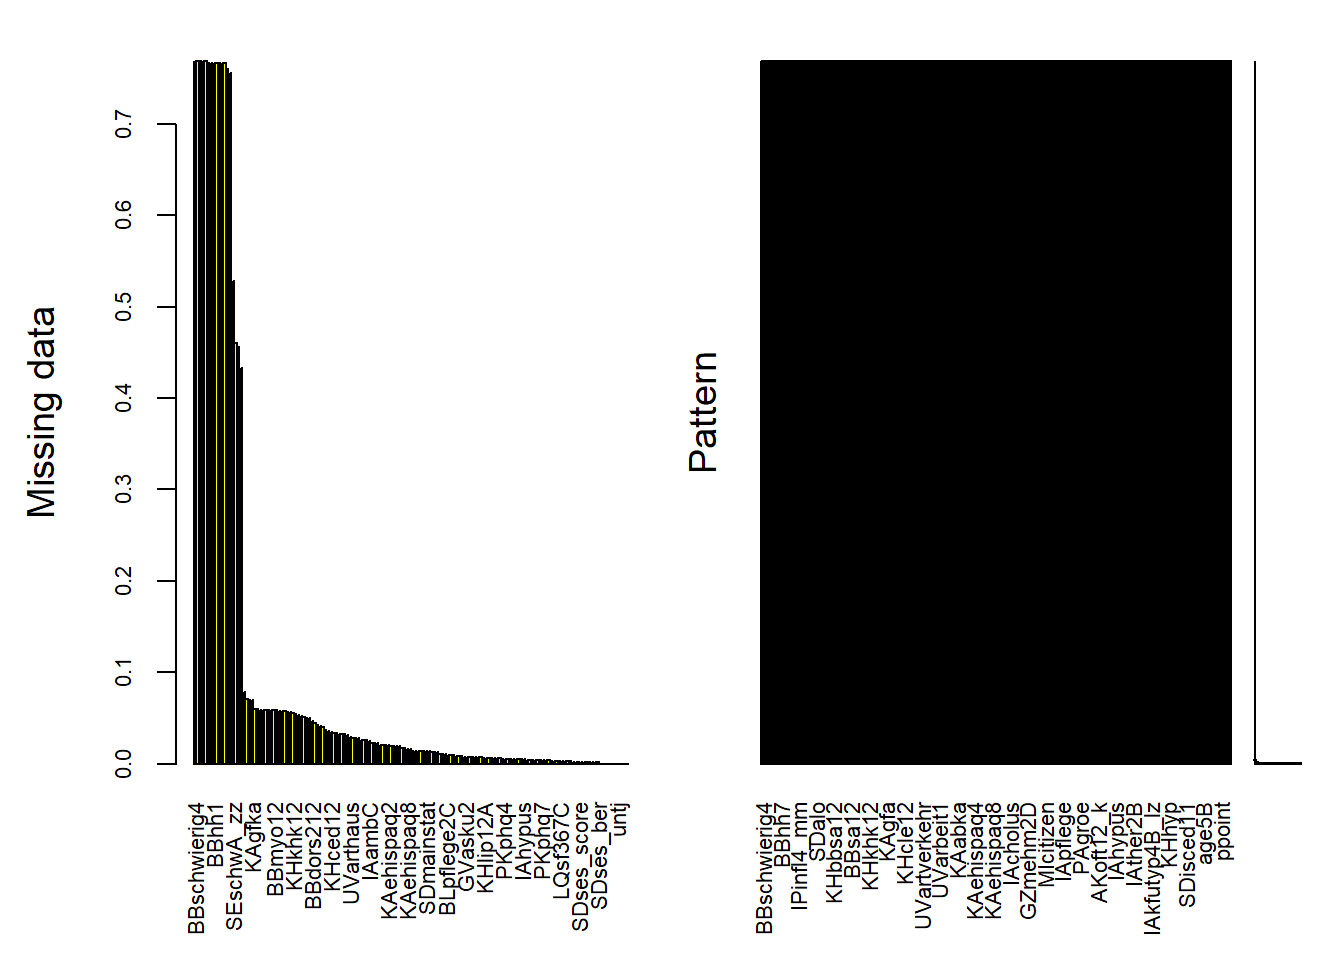 Missing data
0.7
0.6
0.5
0.4
0.3
0.2
0.1
0.0
BBschwierig4
BBhh1
SEschwA_zz
KAgfka
BBmyo12
KHkhk12
BBdors212
KHced12
UVarthaus
IAambC
KAehispaq2
KAehispaq8
SDmainstat
BLpflege2C
GVasku2
KHlip12A
PKphq4
IAhypus
PKphq7
LQsf367C
SDses_score
SDses_ber
_untj
Pattern
BBschwierig4
BBhh7
IPinfl4_mm
SDalo
KHbbsa12
BBsa12
KHkhk12
KAgfa
KHcle12
UVartverkehr
UVarbeit1
KAabka
KAehispaq4
KAehispaq8
IAcholus
GZmehm2D
MIcitizen
IApflege
PAgroe
AKoft12_k
IAhypus
IAther2B
IAkfutyp4B_lz
KHhyp
SDisced11
age5B
ppoint